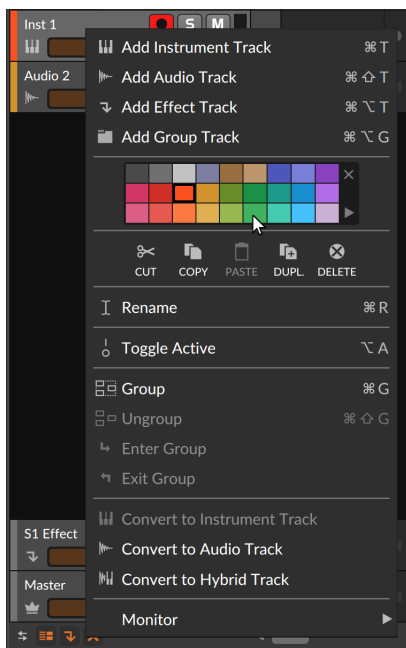 Inst 1
S M
Add Instrument Track ⌘ T
Audio 2
Add Audio Track ⌘ ⇧ T
Add Effect Track ⌘ ⌥ T
Add Group Track ⌘ ⌥ G
CUT COPY PASTE DUPL. DELETE
Rename ⌘ R
Toggle Active ⌥ A
Group ⌘ G
Ungroup ⌘ ⇧ G
Enter Group
Exit Group
Convert to Instrument Track
S1 Effect
Convert to Audio Track
Master
Convert to Hybrid Track
Monitor